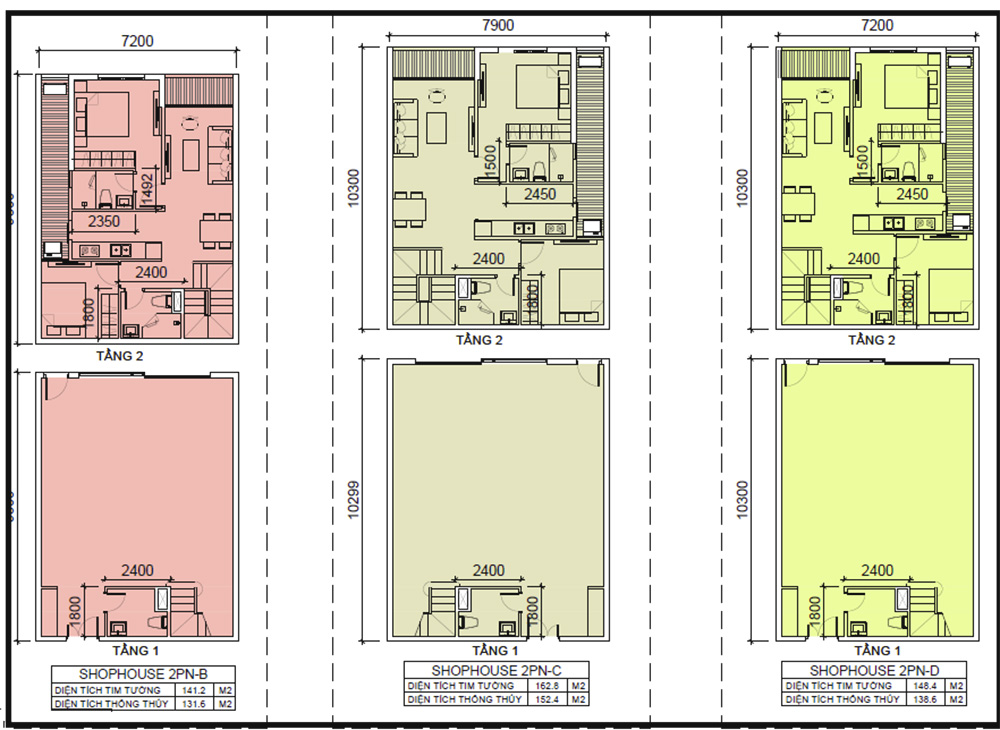 7200
1492
2350
2400
1800
TẦNG 2
2400
1800
TẦNG 1
SHOPHOUSE 2PN-B
DIỆN TÍCH TIM TƯỜNG 141.2 M2
DIỆN TÍCH THÔNG THỦY 131.6 M2
7900
10300
1500
2450
2400
1800
TẦNG 2
10299
2400
1800
TẦNG 1
SHOPHOUSE 2PN-C
DIỆN TÍCH TIM TƯỜNG 162.8 M2
DIỆN TÍCH THÔNG THỦY 152.4 M2
7200
10300
1500
2450
2400
1800
TẦNG 2
10300
2400
1800
TẦNG 1
SHOPHOUSE 2PN-D
DIỆN TÍCH TIM TƯỜNG 148.4 M2
DIỆN TÍCH THÔNG THỦY 138.6 M2